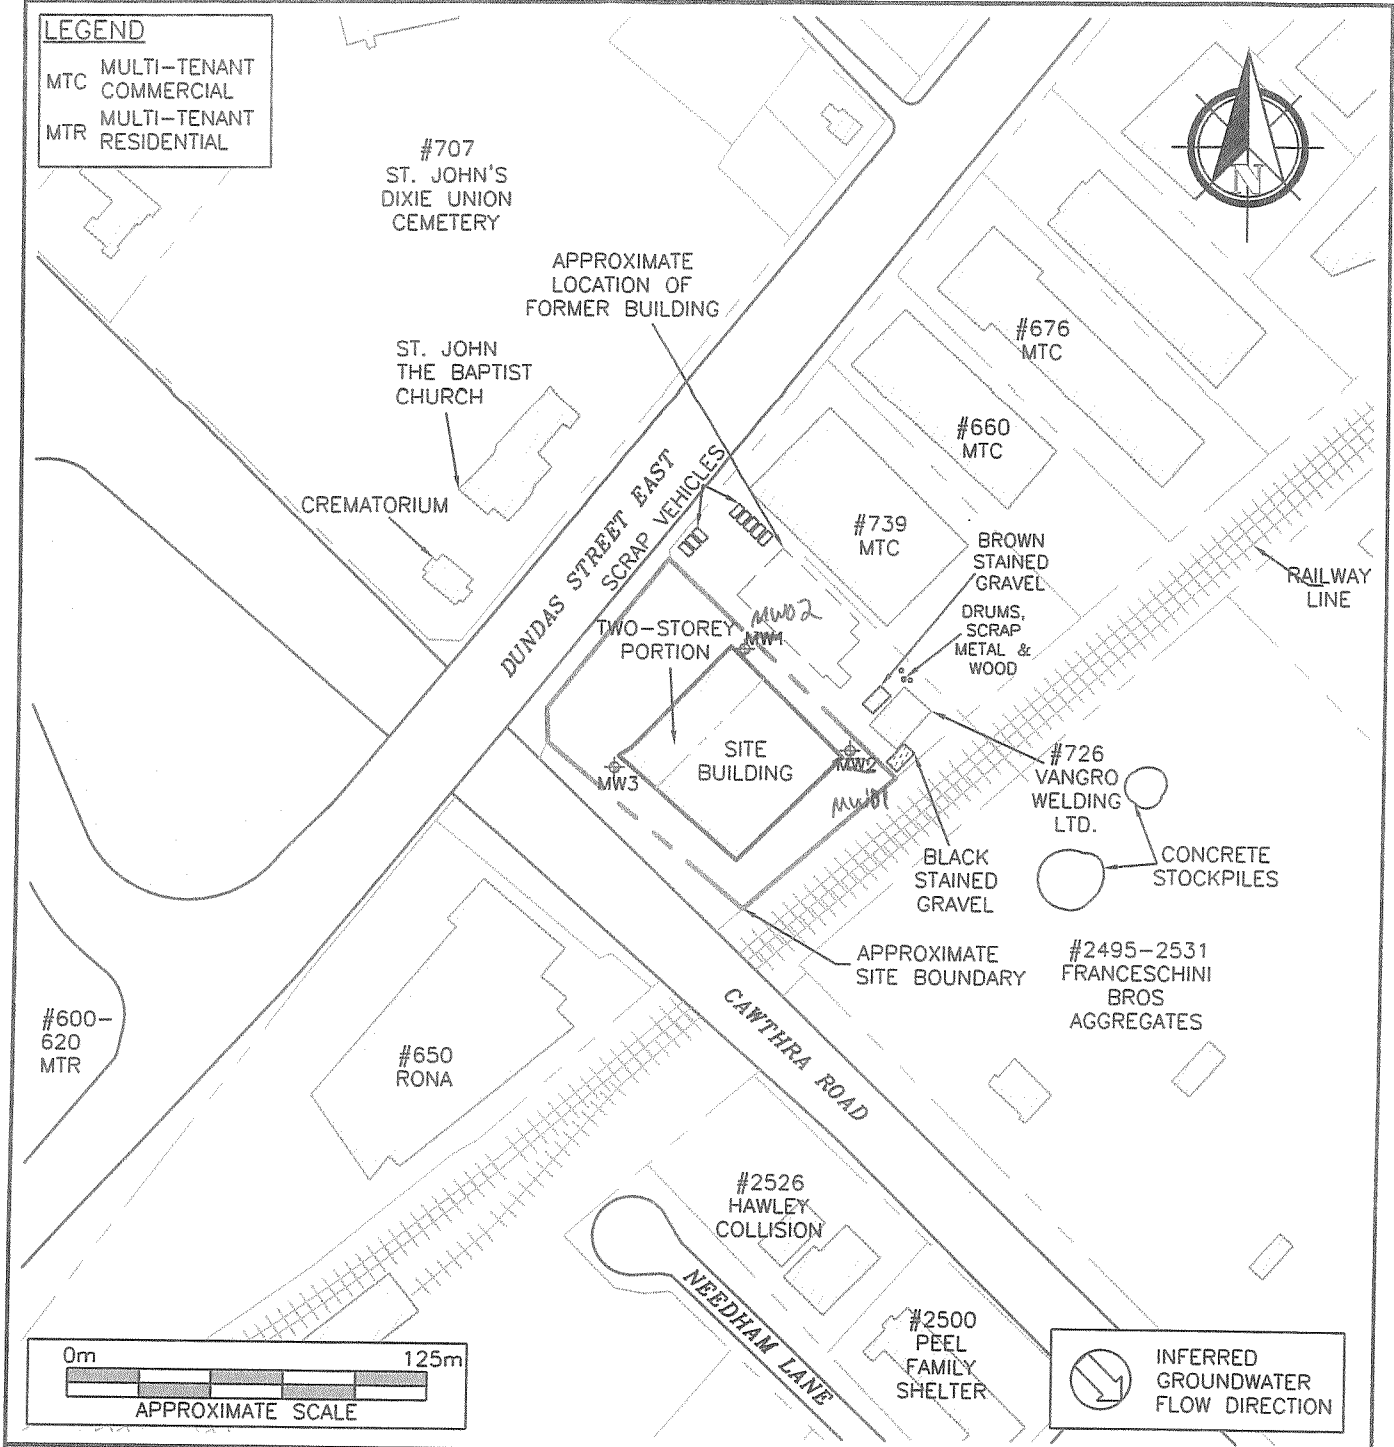 LEGEND
MTC MULTI-TENANT
COMMERCIAL
MTR MULTI-TENANT
RESIDENTIAL
#707
ST. JOHN'S
DIXIE UNION
CEMETERY
N
APPROXIMATE
LOCATION OF
FORMER BUILDING
ST. JOHN
THE BAPTIST
CHURCH
CREMATORIUM
DUNDAS STREET EAST
SCRAP VEHICLES
#676
MTC
#660
MTC
#739
MTC
BROWN
STAINED
GRAVEL
RAILWAY
LINE
DRUMS,
SCRAP
METAL &
WOOD
TWO-STOREY
PORTION
MW02
MW1
SITE
BUILDING
MW2
MW01
MW3
#726
VANGRO
WELDING
LTD.
BLACK
STAINED
GRAVEL
CONCRETE
STOCKPILES
APPROXIMATE
SITE BOUNDARY
#2495-2531
FRANCESCHINI
BROS
AGGREGATES
CAWTHRA ROAD
#600-
620
MTR
#650
RONA
#2526
HAWLEY
COLLISION
NEEDHAM LANE
#2500
PEEL
FAMILY
SHELTER
0m 125m
APPROXIMATE SCALE
INFERRED
GROUNDWATER
FLOW DIRECTION